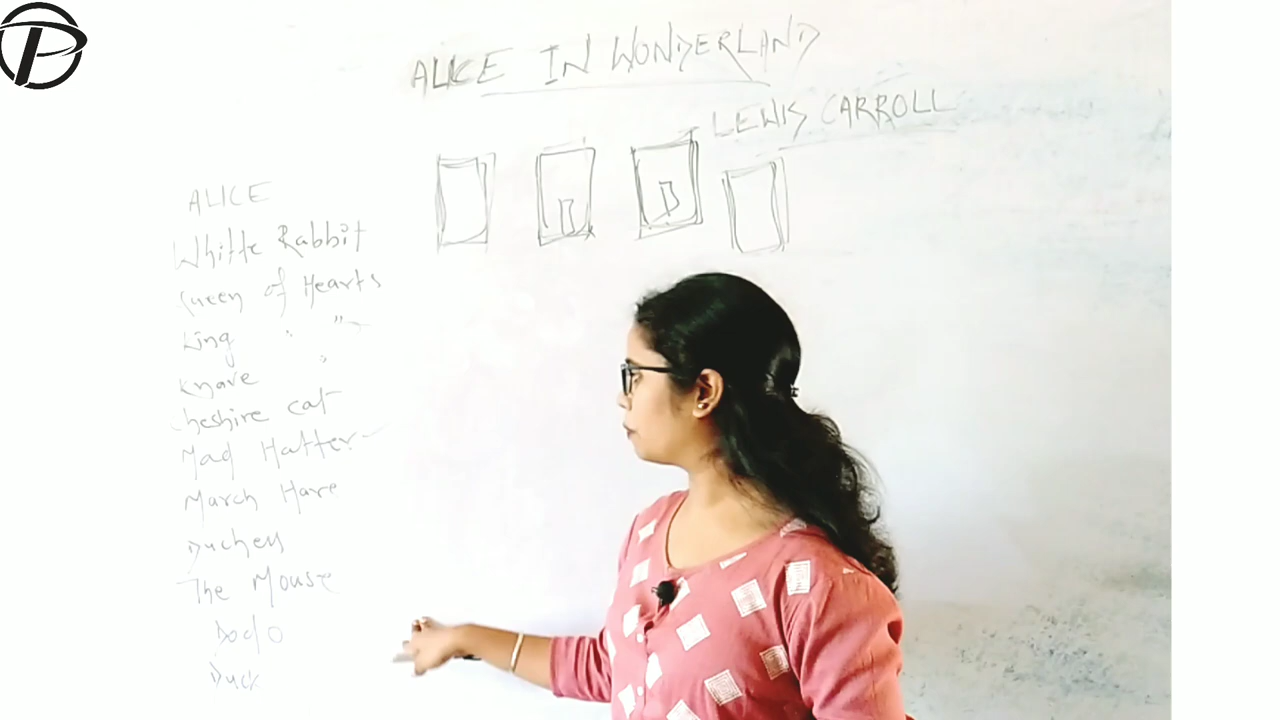 ALICE IN WONDERLAND
LEWIS CARROLL
ALICE
White Rabbit
Queen of Hearts
King " "
Knave "
Cheshire cat
Mad Hatter
March Hare
Duchess
The Mouse
Dodo
Duck